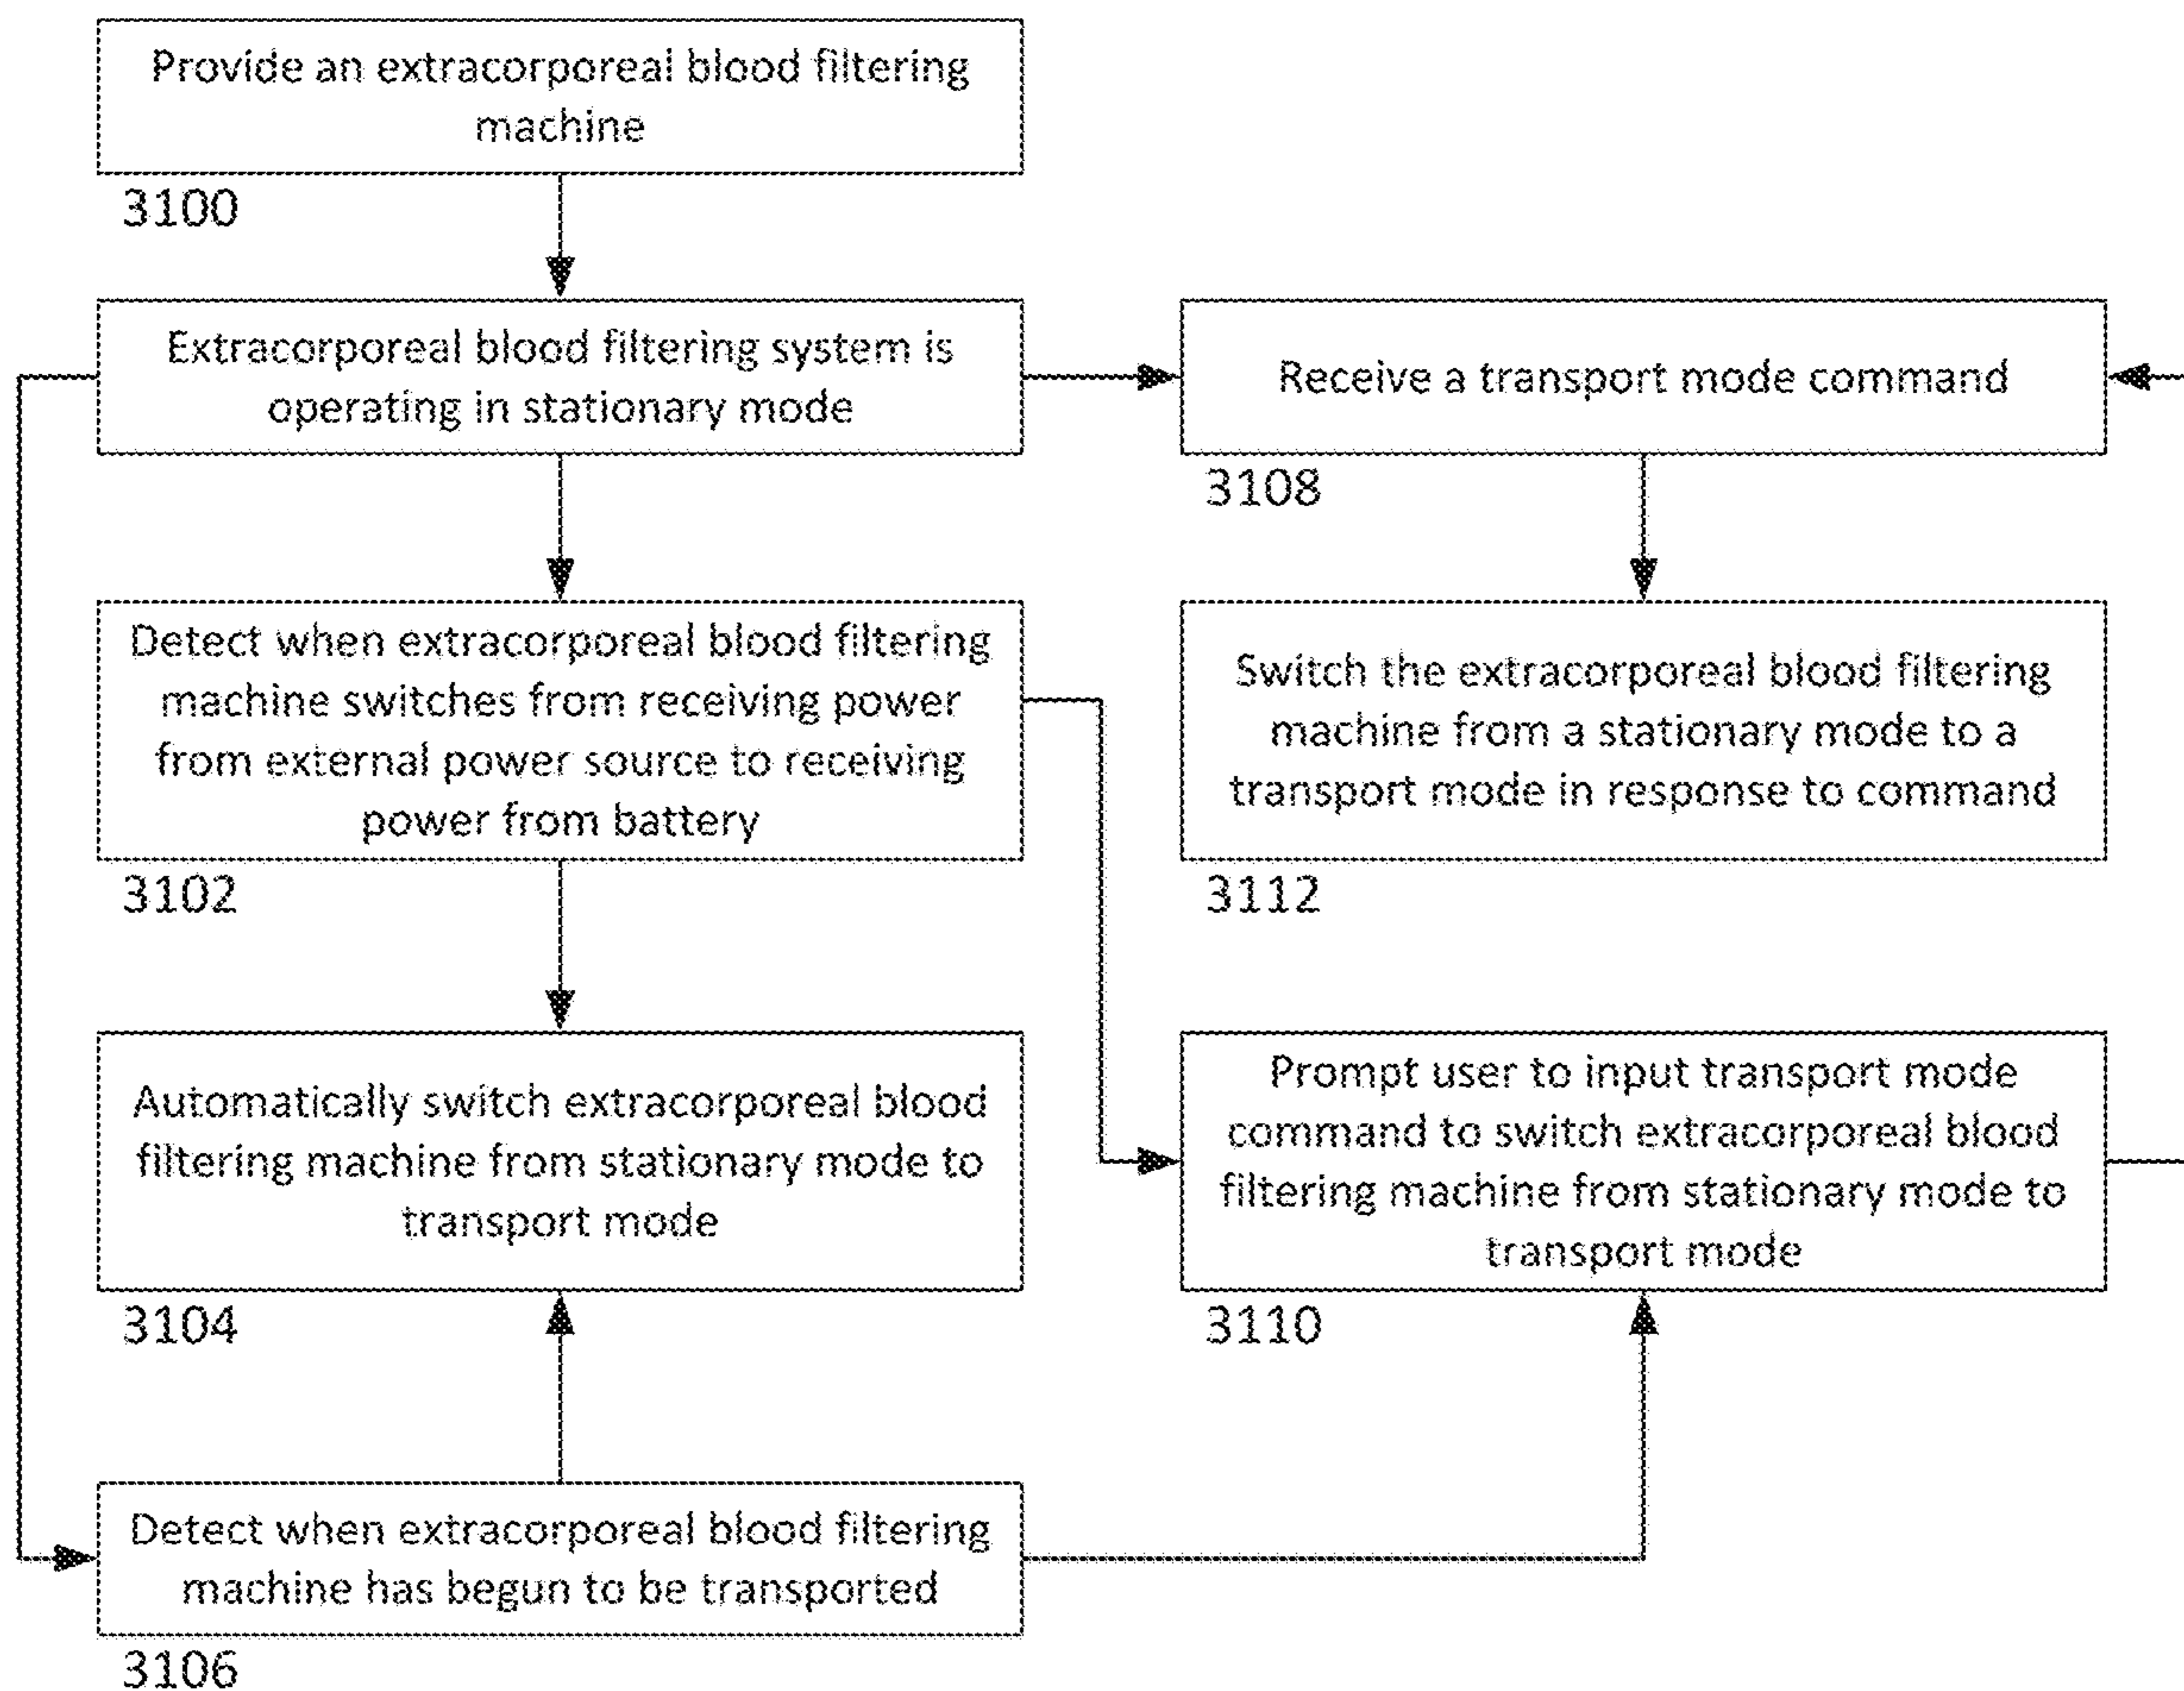 Provide an extracorporeal blood filtering
machine
3100
Extracorporeal blood filtering system is
operating in stationary mode
Receive a transport mode command
3108
Detect when extracorporeal blood filtering
machine switches from receiving power
from external power source to receiving
power from battery
3102
Switch the extracorporeal blood filtering
machine from a stationary mode to a
transport mode in response to command
3112
Automatically switch extracorporeal blood
filtering machine from stationary mode to
transport mode
3104
Prompt user to input transport mode
command to switch extracorporeal blood
filtering machine from stationary mode to
transport mode
3110
Detect when extracorporeal blood filtering
machine has begun to be transported
3106